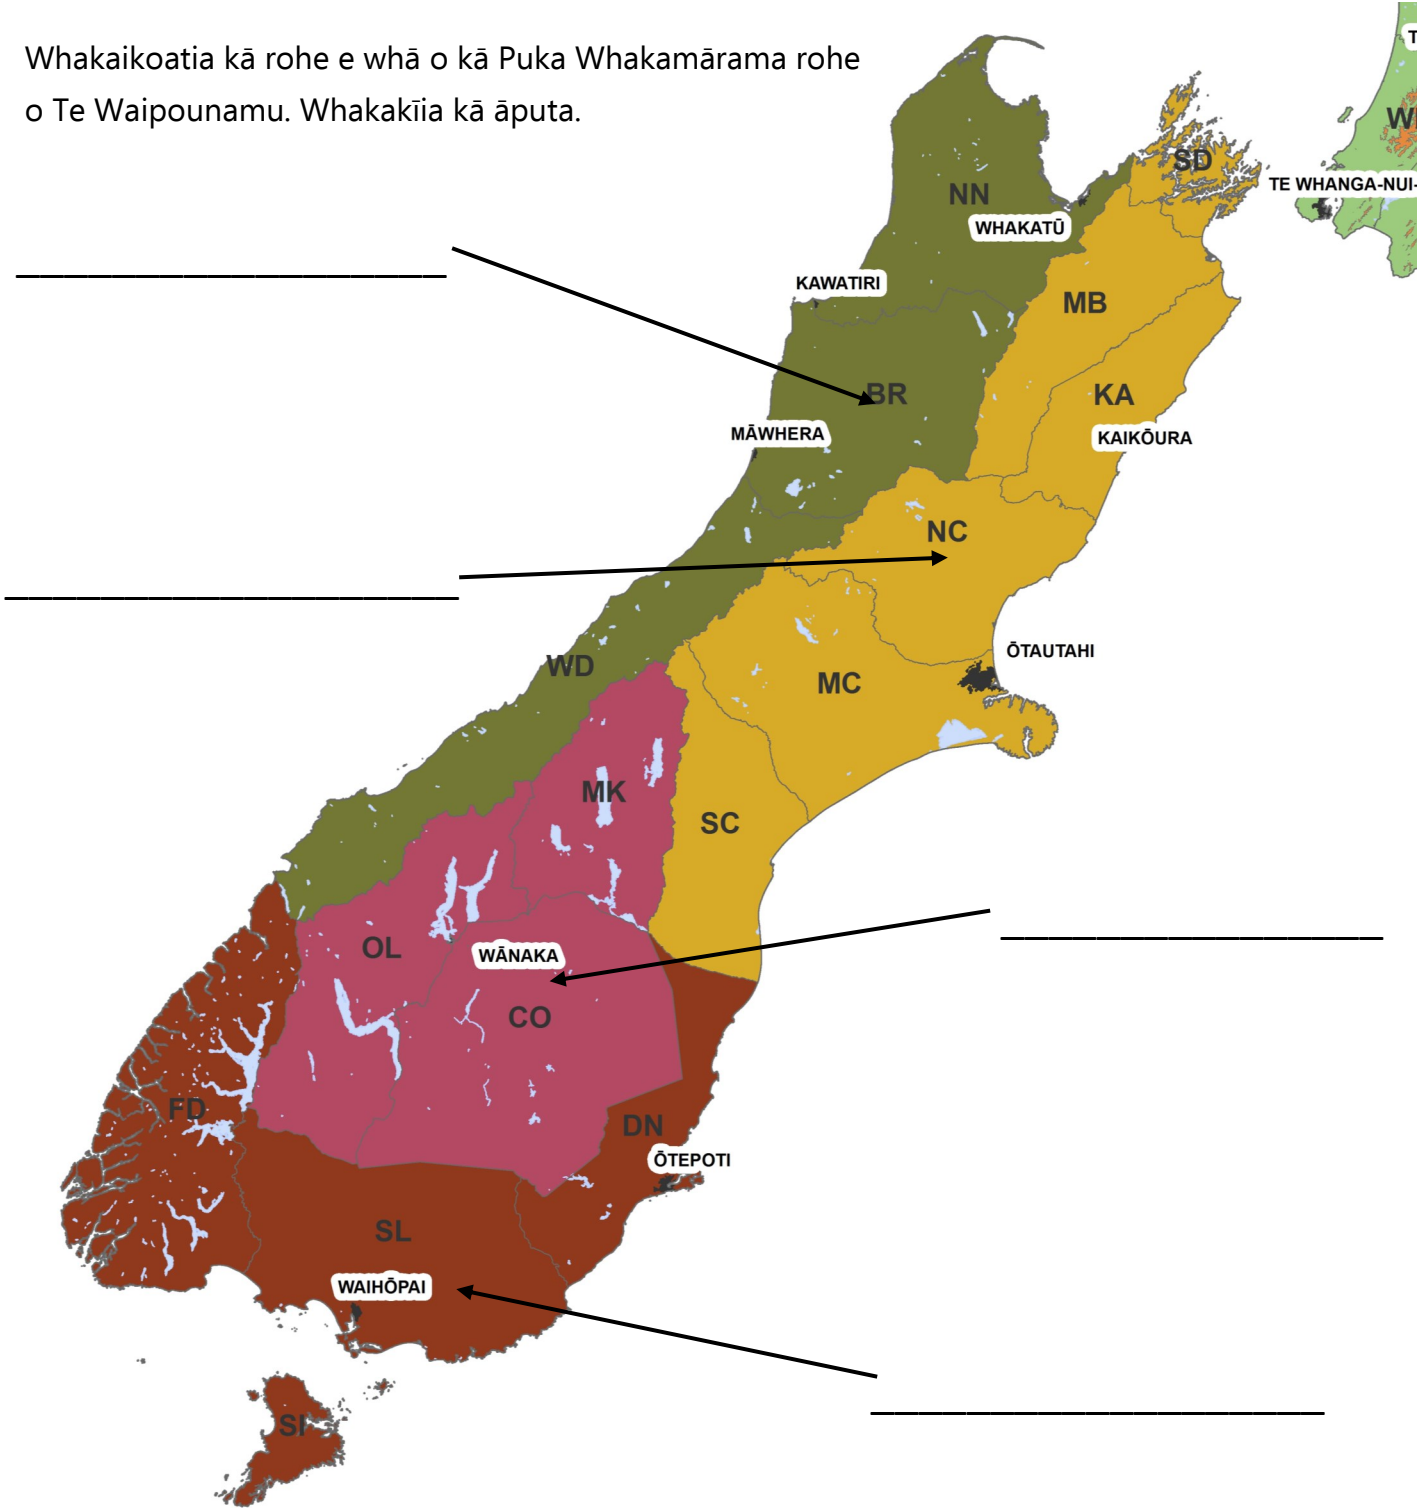 Whakaikoatia kā rohe e whā o kā Puka Whakamārama rohe
o Te Waipounamu. Whakakīia kā āputa.
T
WI
SD
TE WHANGA-NUI-
NN
WHAKATŪ
KAWATIRI
MB
BR
KA
MĀWHERA
KAIKŌURA
NC
ŌTAUTAHI
WD
MC
MK
SC
OL
WĀNAKA
CO
FD
DN
ŌTEPOTI
SL
WAIHŌPAI
SI